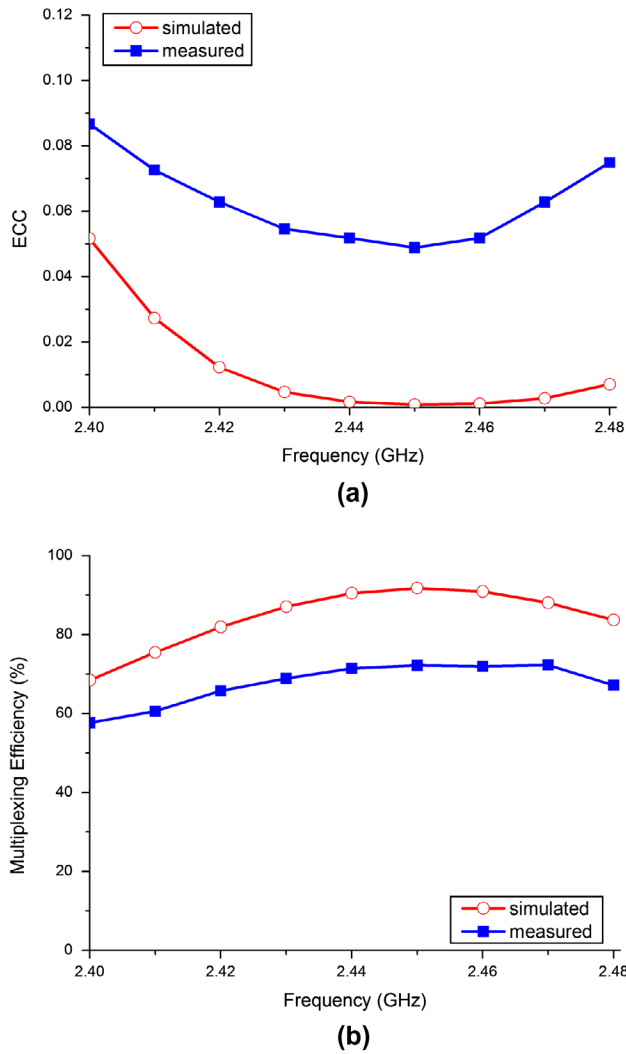 simulated
measured
0.12
0.10
0.08
0.06
0.04
0.02
0.00
ECC
2.40
2.42
2.44
2.46
2.48
Frequency (GHz)
(a)
100
80
60
40
20
0
Multiplexing Efficiency (%)
simulated
measured
2.40
2.42
2.44
2.46
2.48
Frequency (GHz)
(b)